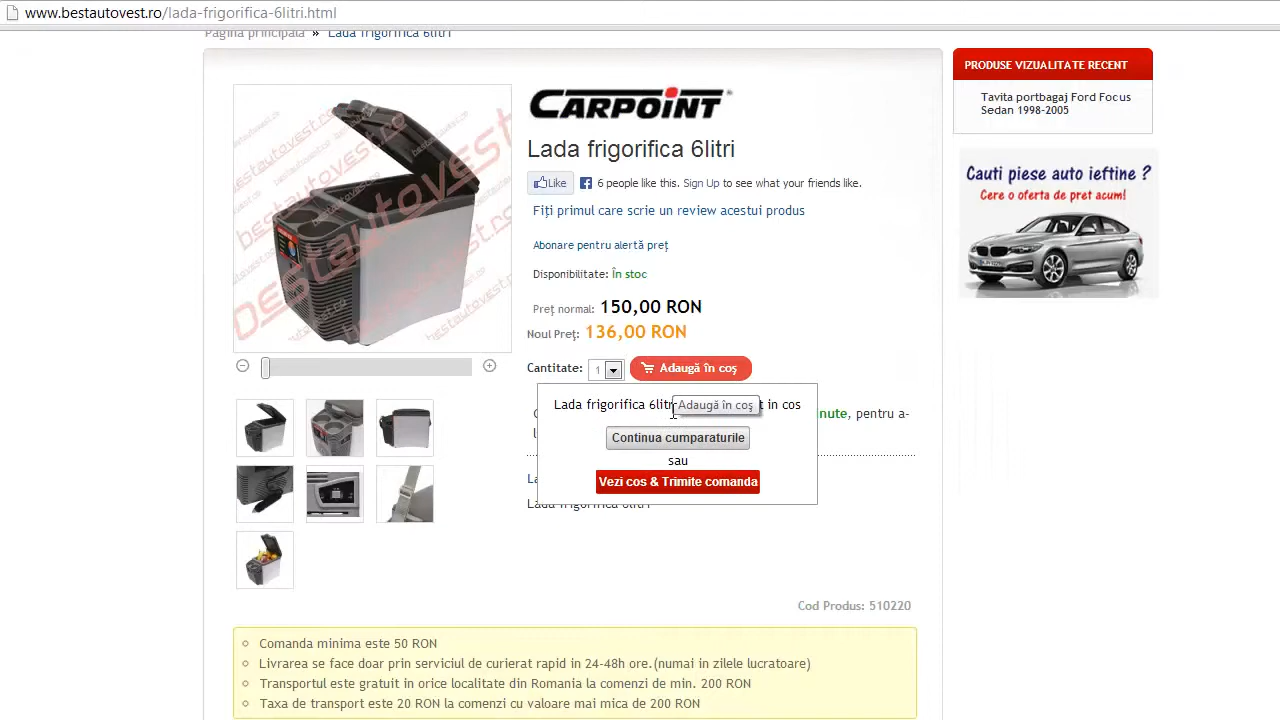 www.bestautovest.ro/lada-frigorifica-6litri.html
Pagina principala » Lada frigorifica 6litri
CARPOINT
Lada frigorifica 6litri
Like 6 people like this. Sign Up to see what your friends like.
Fiți primul care scrie un review acestui produs
Abonare pentru alertă preț
Disponibilitate: În stoc
Preț normal: 150,00 RON
Noul Preț: 136,00 RON
Cantitate: 1 Adaugă în coș
Lada frigorifica 6litri
Adaugă în coș
in cos
nute, pentru a-
Continua cumparaturile
sau
Vezi cos & Trimite comanda
Lada frigorifica 6litri
Cod Produs: 510220
Comanda minima este 50 RON
Livrarea se face doar prin serviciul de curierat rapid in 24-48h ore.(numai in zilele lucratoare)
Transportul este gratuit in orice localitate din Romania la comenzi de min. 200 RON
Taxa de transport este 20 RON la comenzi cu valoare mai mica de 200 RON
PRODUSE VIZUALITATE RECENT
Tavita portbagaj Ford Focus
Sedan 1998-2005
Cauti piese auto ieftine ?
Cere o oferta de pret acum!
bestautovest.ro